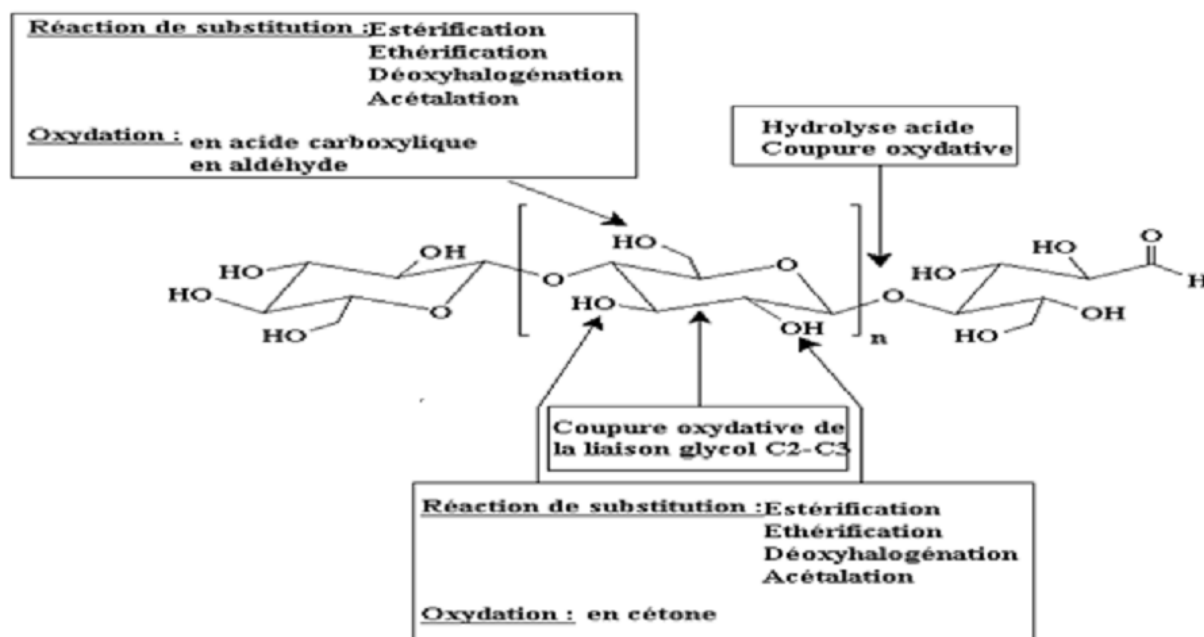 Réaction de substitution :Estérification
Ethérification
Déoxyhalogénation
Acétalation
Oxydation : en acide carboxylique
en aldéhyde
Hydrolyse acide
Coupure oxydative
HO
OH
O
HO
HO
HO
O
O
HO
O
HO
OH
n
O
HO
HO
O
H
HO
OH
Coupure oxydative de
la liaison glycol C2-C3
Réaction de substitution :Estérification
Ethérification
Déoxyhalogénation
Acétalation
Oxydation : en cétone